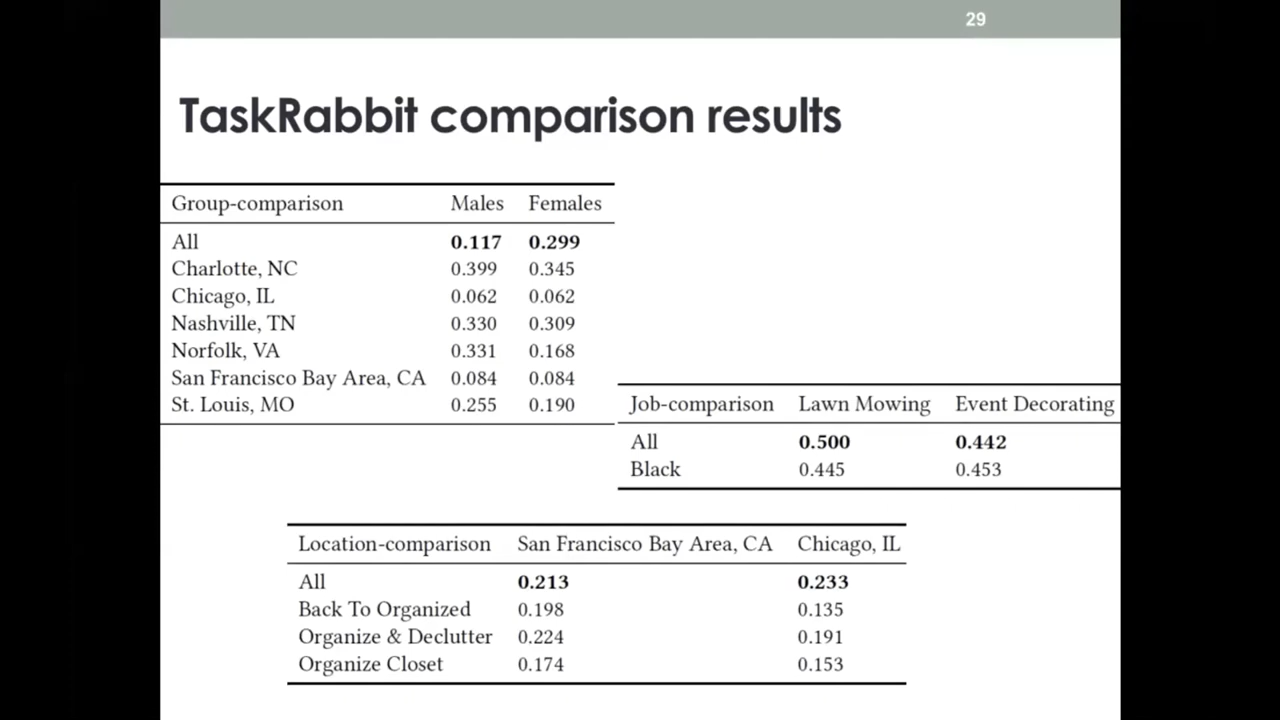 29
TaskRabbit comparison results
Group-comparison Males Females
All 0.117 0.299
Charlotte, NC 0.399 0.345
Chicago, IL 0.062 0.062
Nashville, TN 0.330 0.309
Norfolk, VA 0.331 0.168
San Francisco Bay Area, CA 0.084 0.084
St. Louis, MO 0.255 0.190
Job-comparison Lawn Mowing Event Decorating
All 0.500 0.442
Black 0.445 0.453
Location-comparison San Francisco Bay Area, CA Chicago, IL
All 0.213 0.233
Back To Organized 0.198 0.135
Organize & Declutter 0.224 0.191
Organize Closet 0.174 0.153